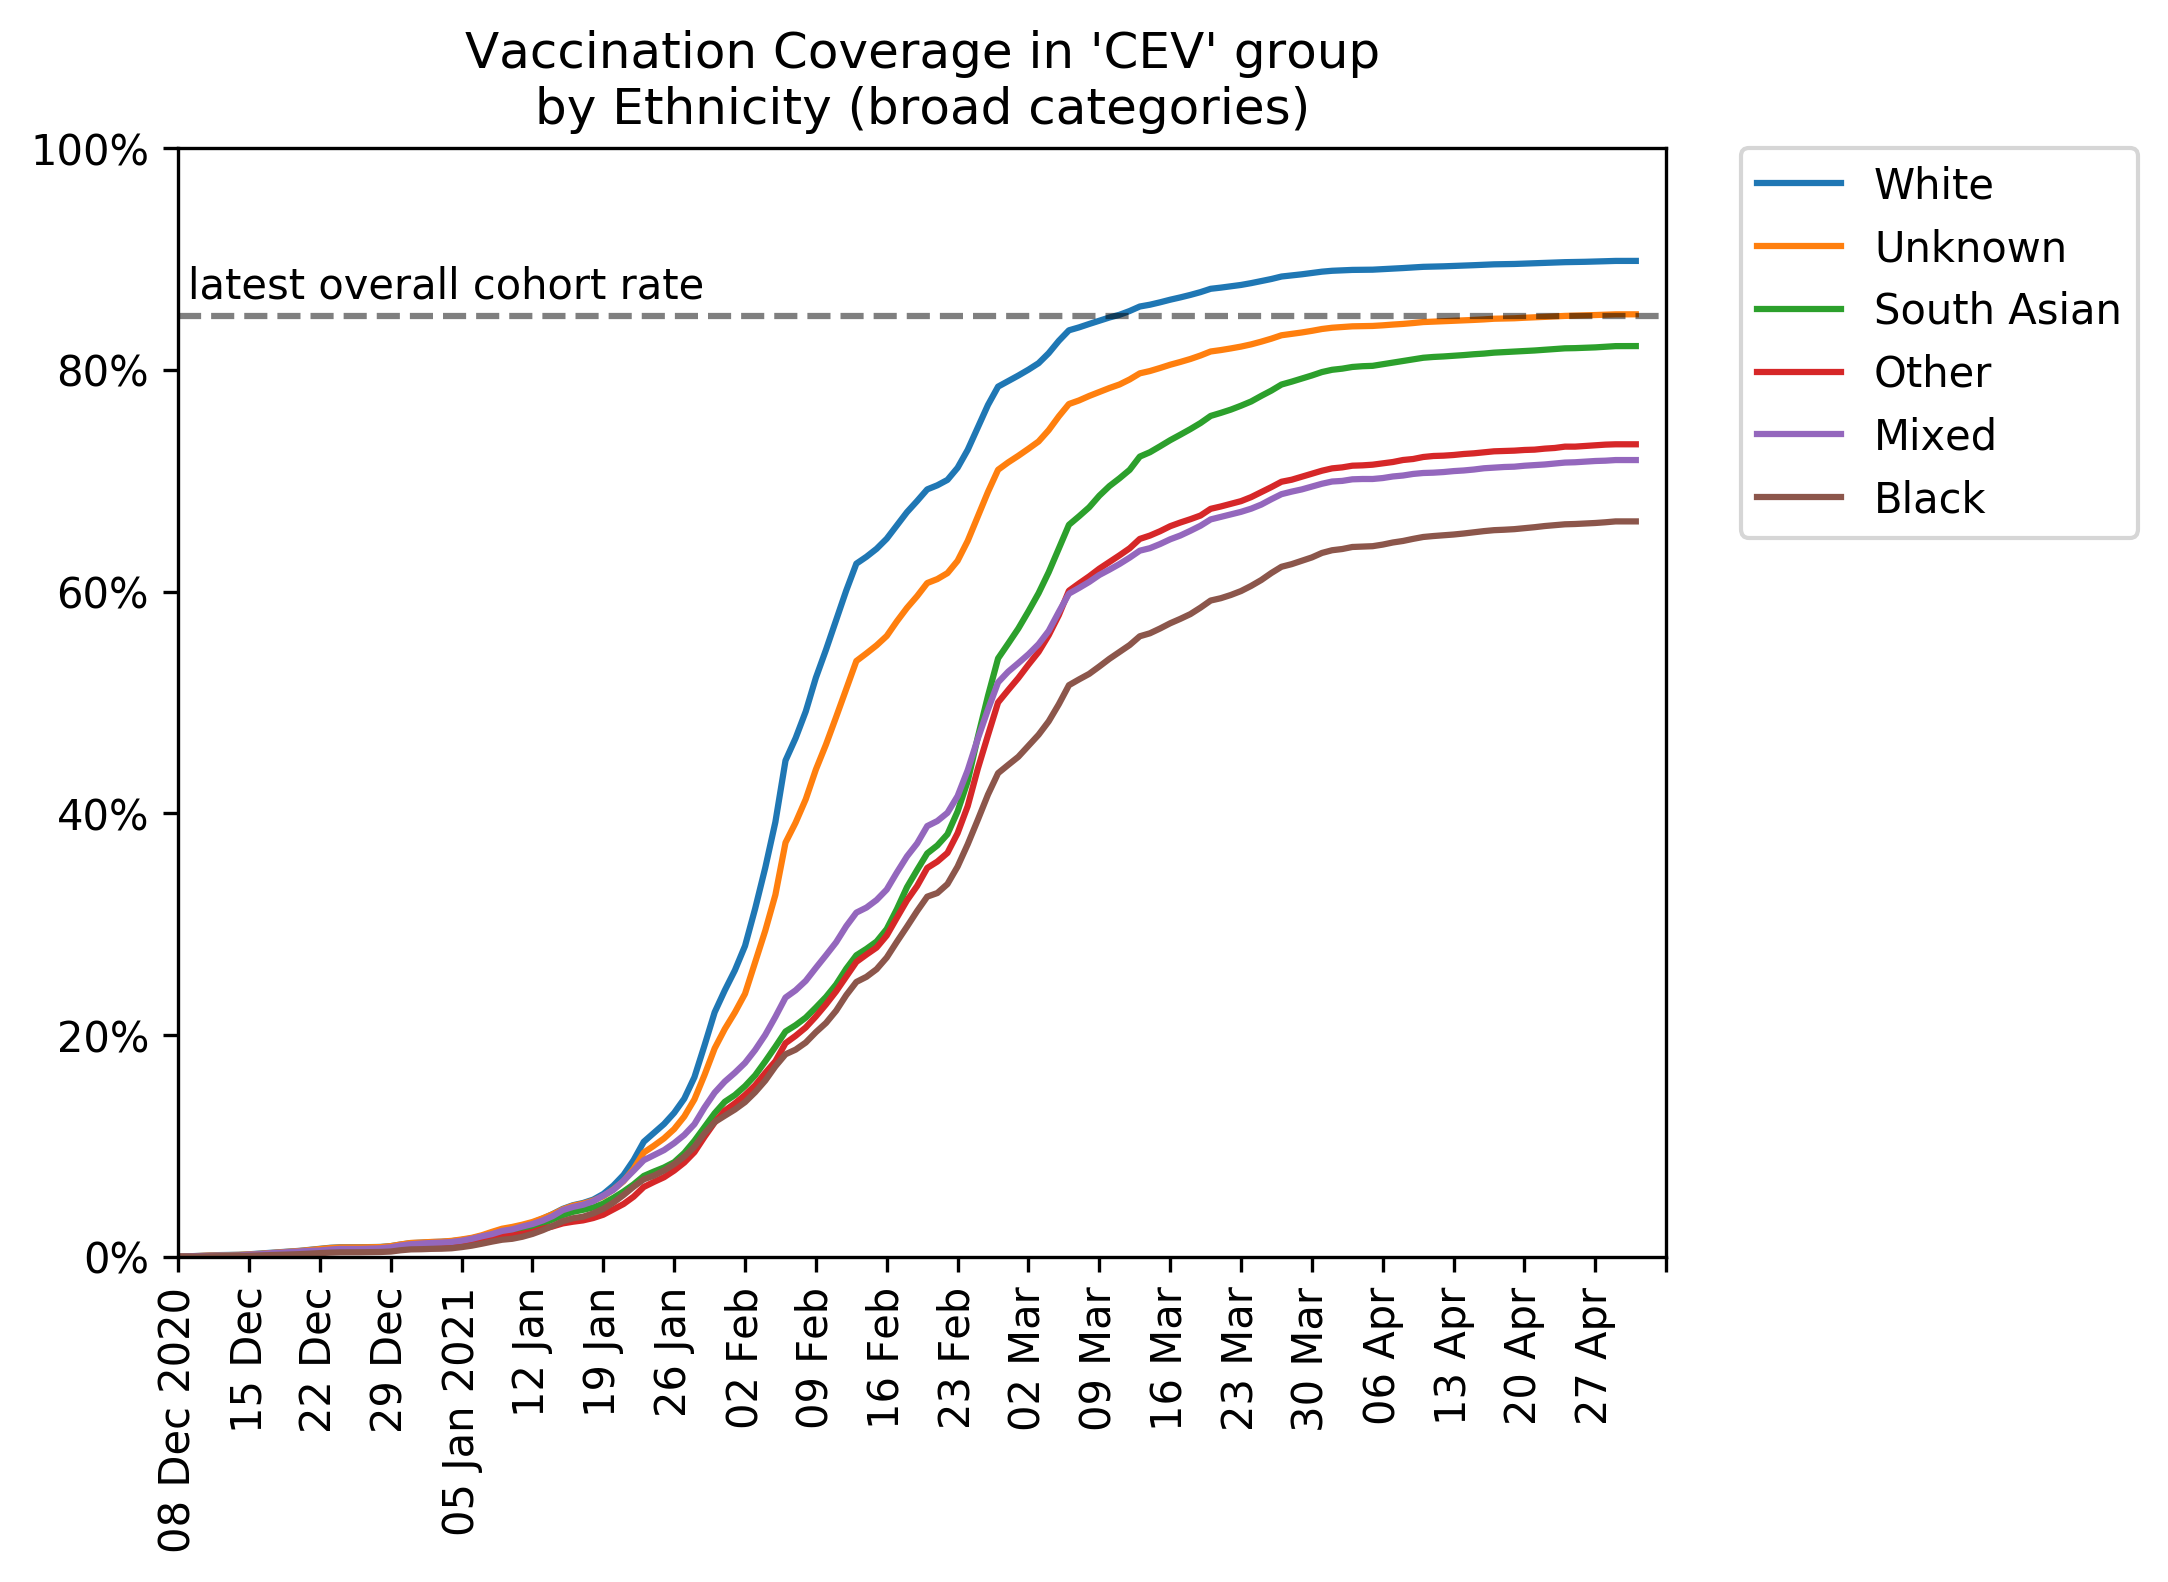 Vaccination Coverage in 'CEV' group
by Ethnicity (broad categories)
100%
80%
60%
40%
20%
0%
latest overall cohort rate
08 Dec 2020
15 Dec
22 Dec
29 Dec
05 Jan 2021
12 Jan
19 Jan
26 Jan
02 Feb
09 Feb
16 Feb
23 Feb
02 Mar
09 Mar
16 Mar
23 Mar
30 Mar
06 Apr
13 Apr
20 Apr
27 Apr
White
Unknown
South Asian
Other
Mixed
Black